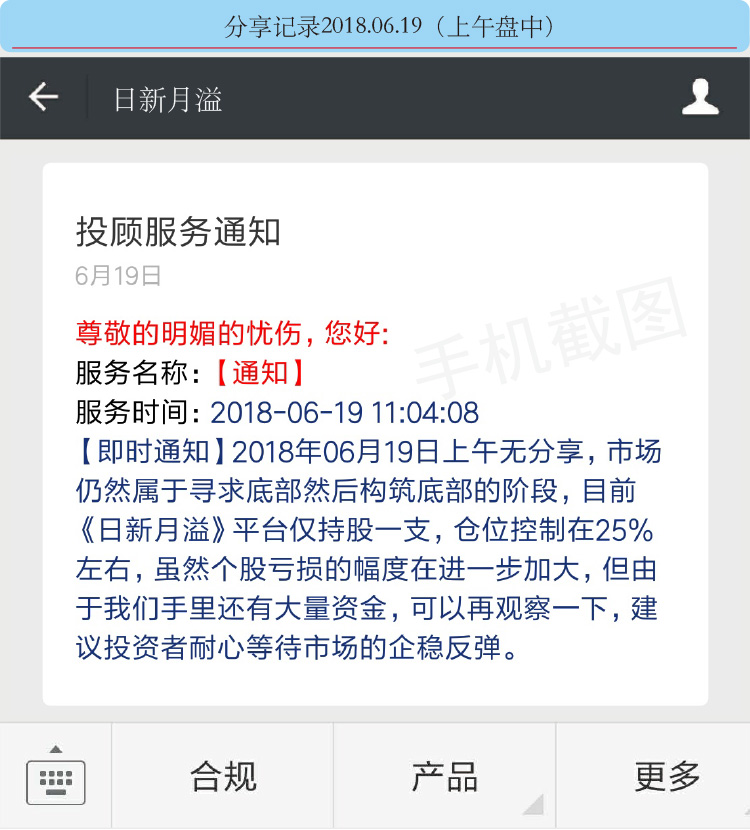 分享记录2018.06.19（上午盘中）
日新月溢
投顾服务通知
6月19日
尊敬的明媚的忧伤，您好:
手机截图
服务名称：【通知】
服务时间：2018-06-19 11:04:08
【即时通知】2018年06月19日上午无分享，市场
仍然属于寻求底部然后构筑底部的阶段，目前
《日新月溢》平台仅持股一支，仓位控制在25%
左右，虽然个股亏损的幅度在进一步加大，但由
于我们手里还有大量资金，可以再观察一下，建
议投资者耐心等待市场的企稳反弹。
合规
产品
更多